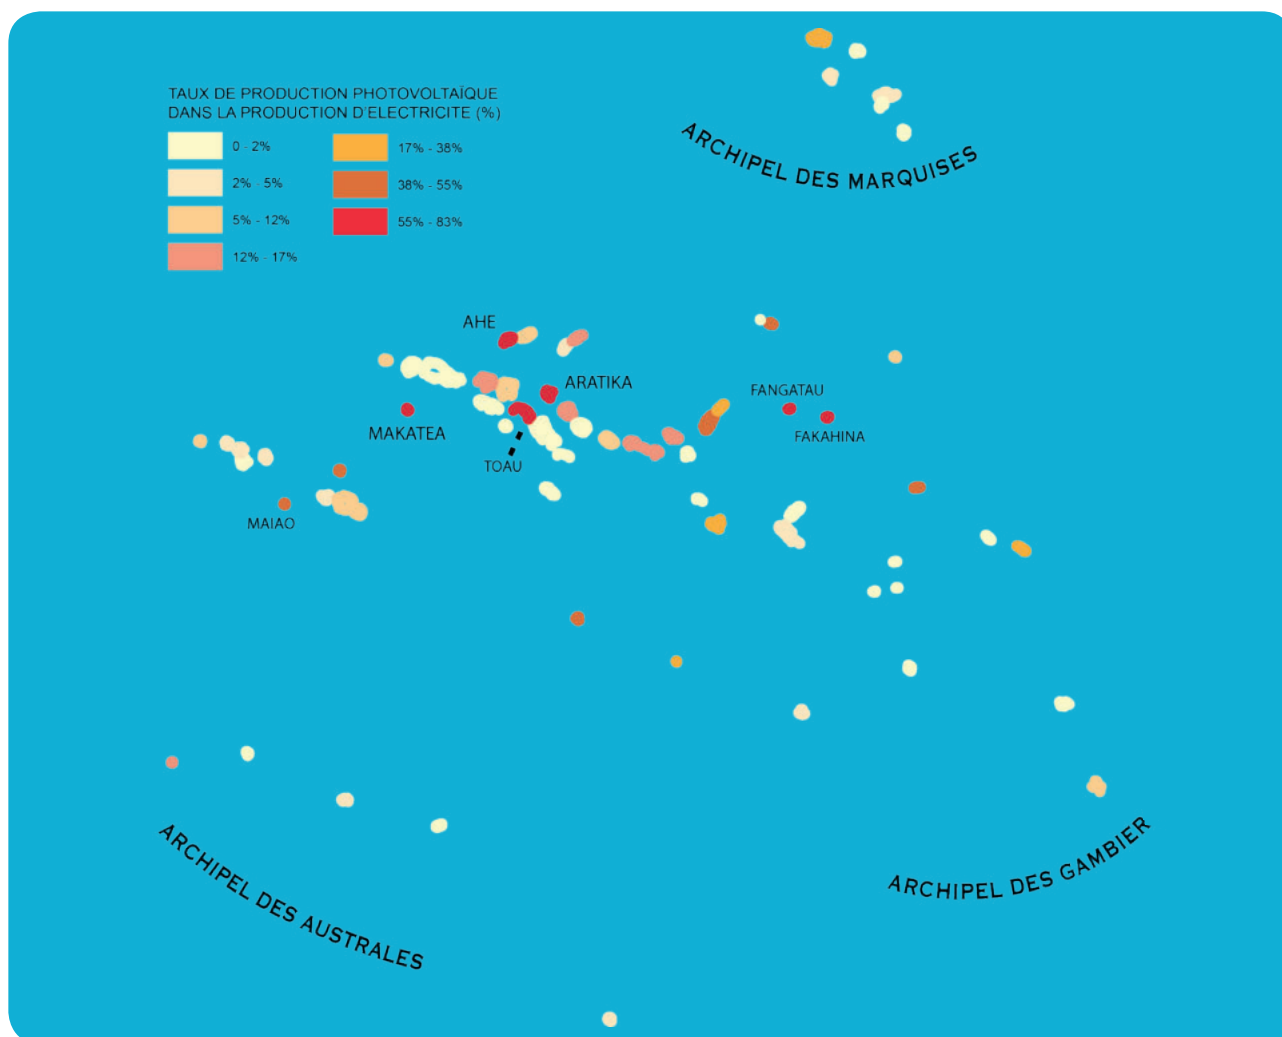 TAUX DE PRODUCTION PHOTOVOLTAÏQUE
DANS LA PRODUCTION D'ELECTRICITE (%)
0 - 2%
2% - 5%
5% - 12%
12% - 17%
17% - 38%
38% - 55%
55% - 83%
ARCHIPEL DES MARQUISES
AHE
ARATIKA
FANGATAU
FAKAHINA
MAKATEA
TOAU
MAIAO
ARCHIPEL DES AUSTRALES
ARCHIPEL DES GAMBIER